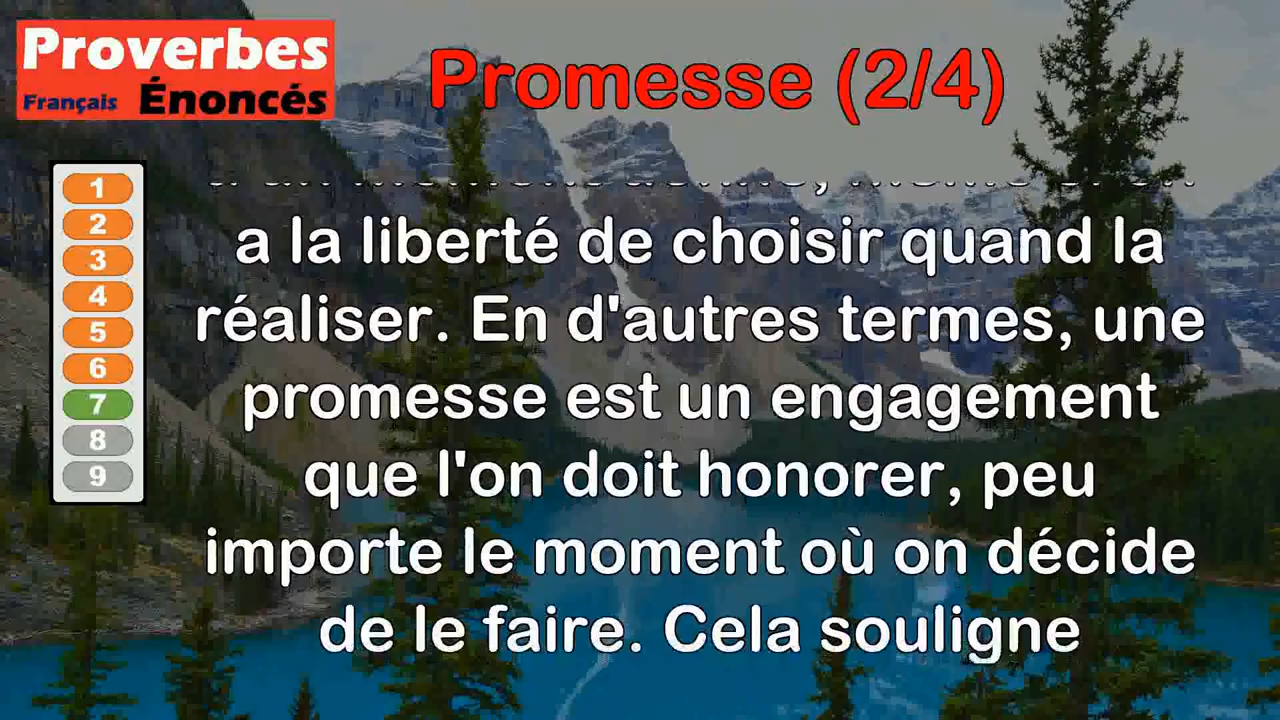 Proverbes
Français Énoncés
Promesse (2/4)
1
2
3
4
5
6
7
8
9
a la liberté de choisir quand la
réaliser. En d'autres termes, une
promesse est un engagement
que l'on doit honorer, peu
importe le moment où on décide
de le faire. Cela souligne